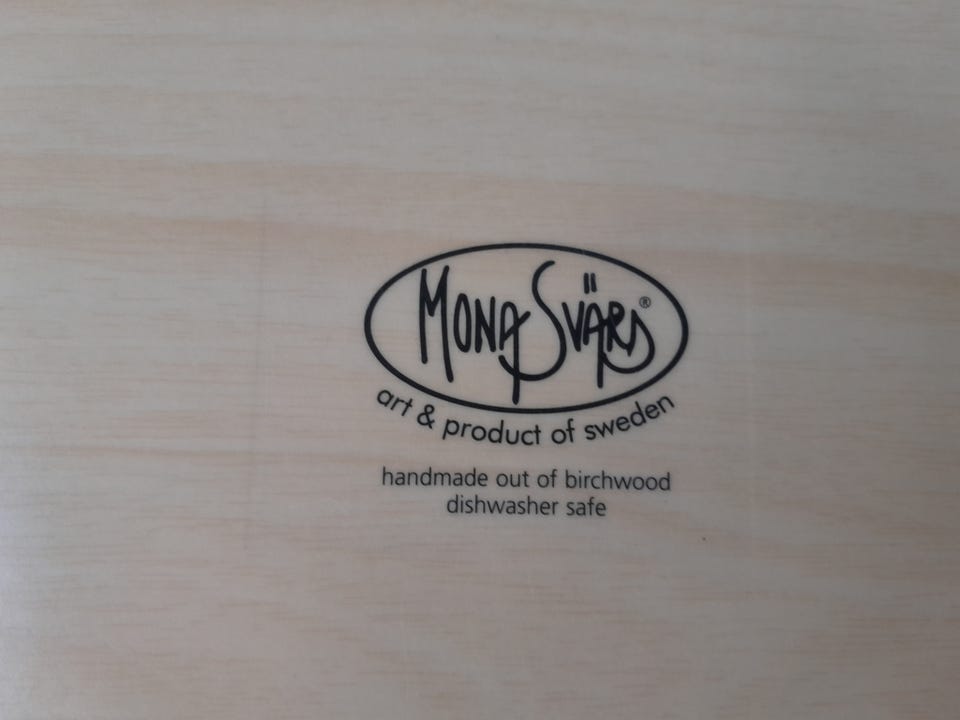 MONA SVÄRD®
art & product of sweden
handmade out of birchwood
dishwasher safe